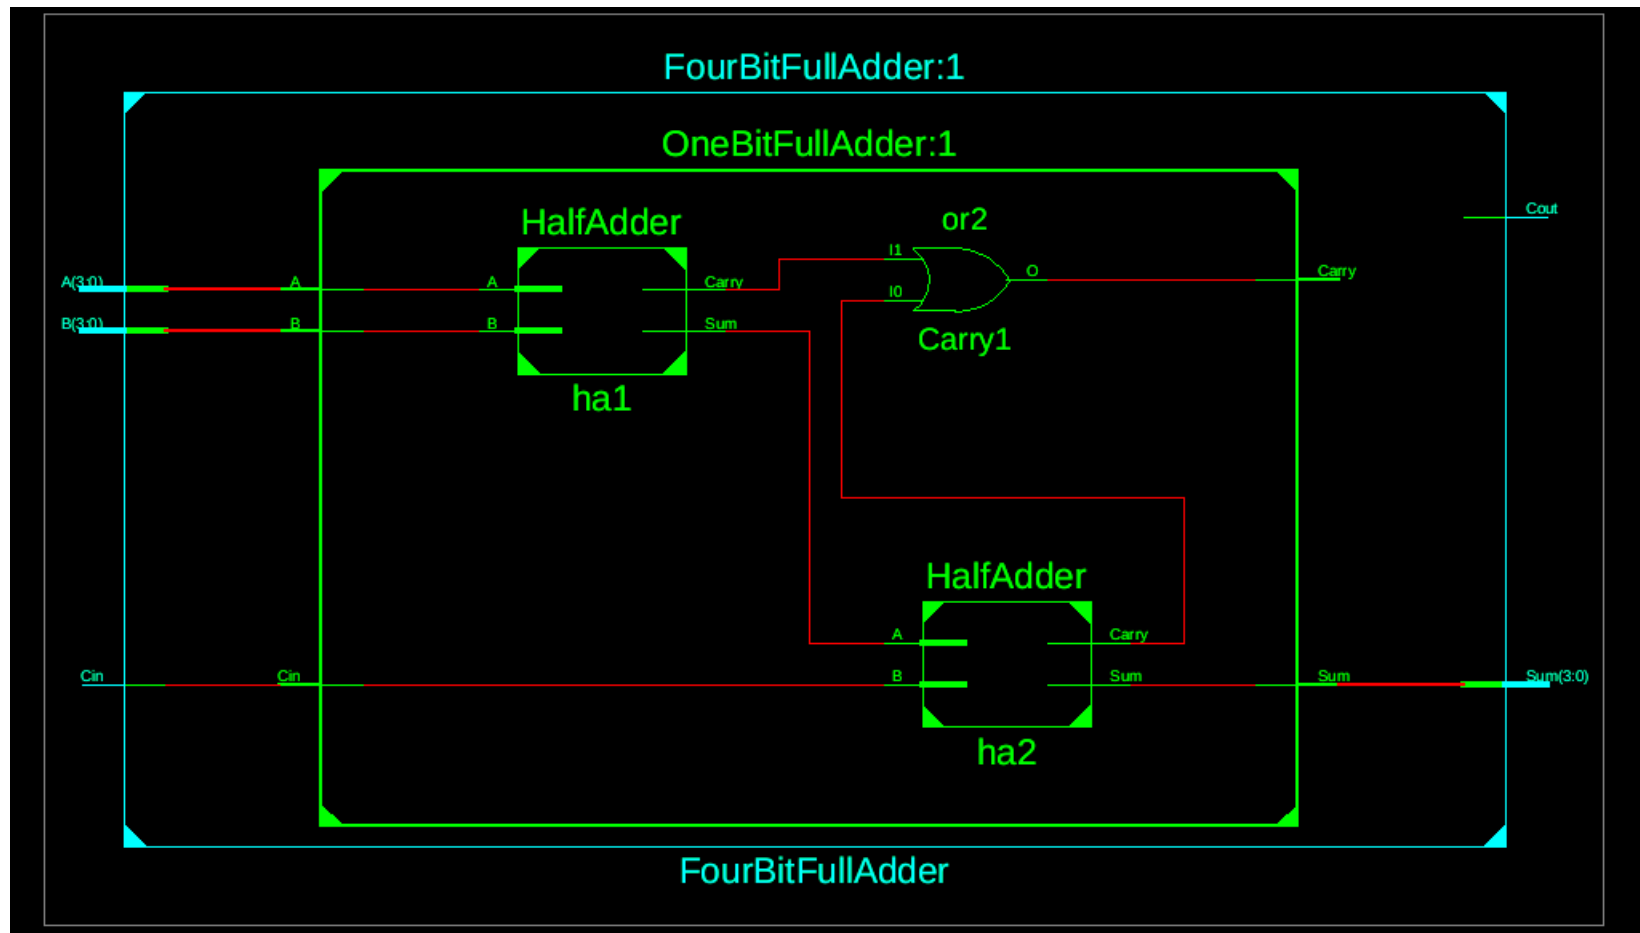 FourBitFullAdder:1
OneBitFullAdder:1
HalfAdder
or2
Cout
I1
A(3:0)
A
A
Carry
O
Carry
I0
B(3:0)
B
B
Sum
Carry1
ha1
HalfAdder
A
Carry
Cin
Cin
B
Sum
Sum
Sum(3:0)
ha2
FourBitFullAdder